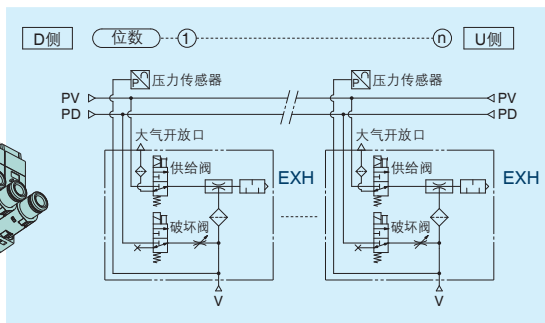 D侧 位数 1 n U侧
P 压力传感器 P 压力传感器
PV PV
PD PD
大气开放口 大气开放口
供给阀 EXH 供给阀 EXH
破坏阀 破坏阀
V V